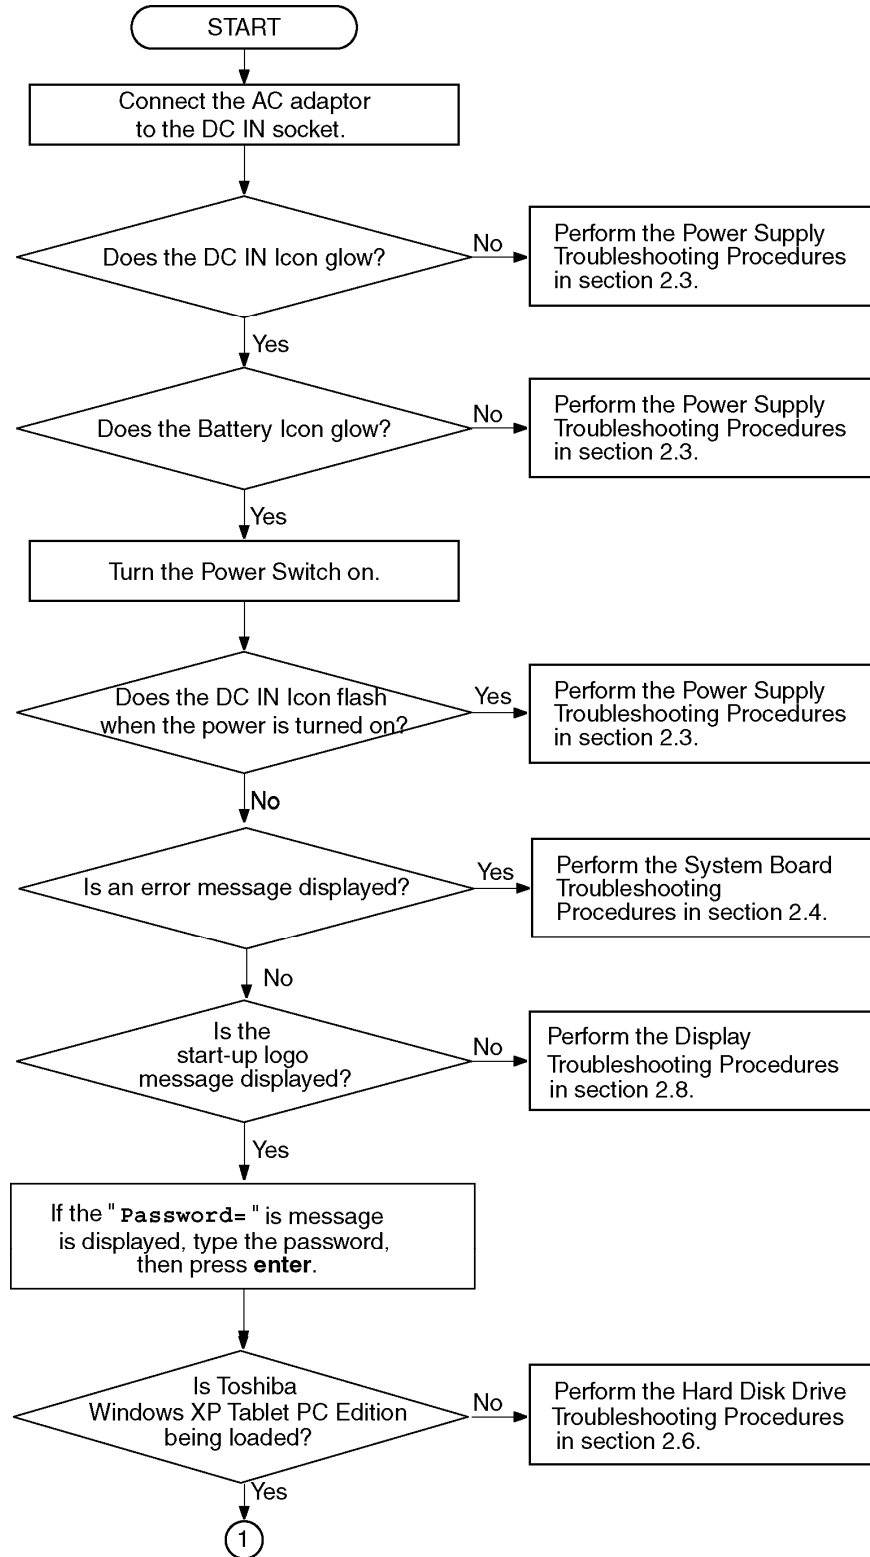 START
Connect the AC adaptor
to the DC IN socket.
Does the DC IN Icon glow?
No
Perform the Power Supply
Troubleshooting Procedures
in section 2.3.
Yes
Does the Battery Icon glow?
No
Perform the Power Supply
Troubleshooting Procedures
in section 2.3.
Yes
Turn the Power Switch on.
Does the DC IN Icon flash
when the power is turned on?
Yes
Perform the Power Supply
Troubleshooting Procedures
in section 2.3.
No
Is an error message displayed?
Yes
Perform the System Board
Troubleshooting
Procedures in section 2.4.
No
Is the
start-up logo
message displayed?
No
Perform the Display
Troubleshooting Procedures
in section 2.8.
Yes
If the " Password= " is message
is displayed, type the password,
then press enter.
Is Toshiba
Windows XP Tablet PC Edition
being loaded?
No
Perform the Hard Disk Drive
Troubleshooting Procedures
in section 2.6.
Yes
1